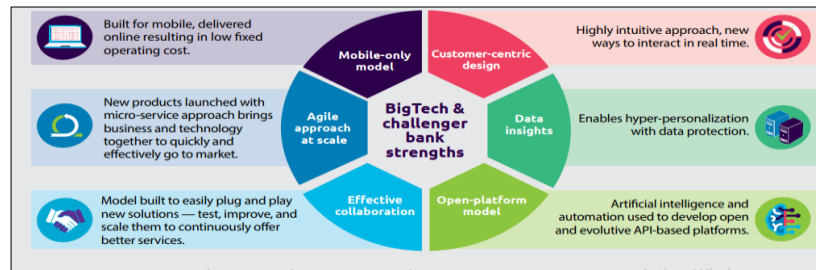 Built for mobile, delivered
online resulting in low fixed
operating cost.
Mobile-only
model
Customer-centric
design
Highly intuitive approach, new
ways to interact in real time.
New products launched with
micro-service approach brings
business and technology
together to quickly and
effectively go to market.
Agile
approach
at scale
BigTech &
challenger
bank
strengths
Data
insights
Enables hyper-personalization
with data protection.
Model built to easily plug and play
new solutions — test, improve, and
scale them to continuously offer
better services.
Effective
collaboration
Open-platform
model
Artificial intelligence and
automation used to develop open
and evolutive API-based platforms.